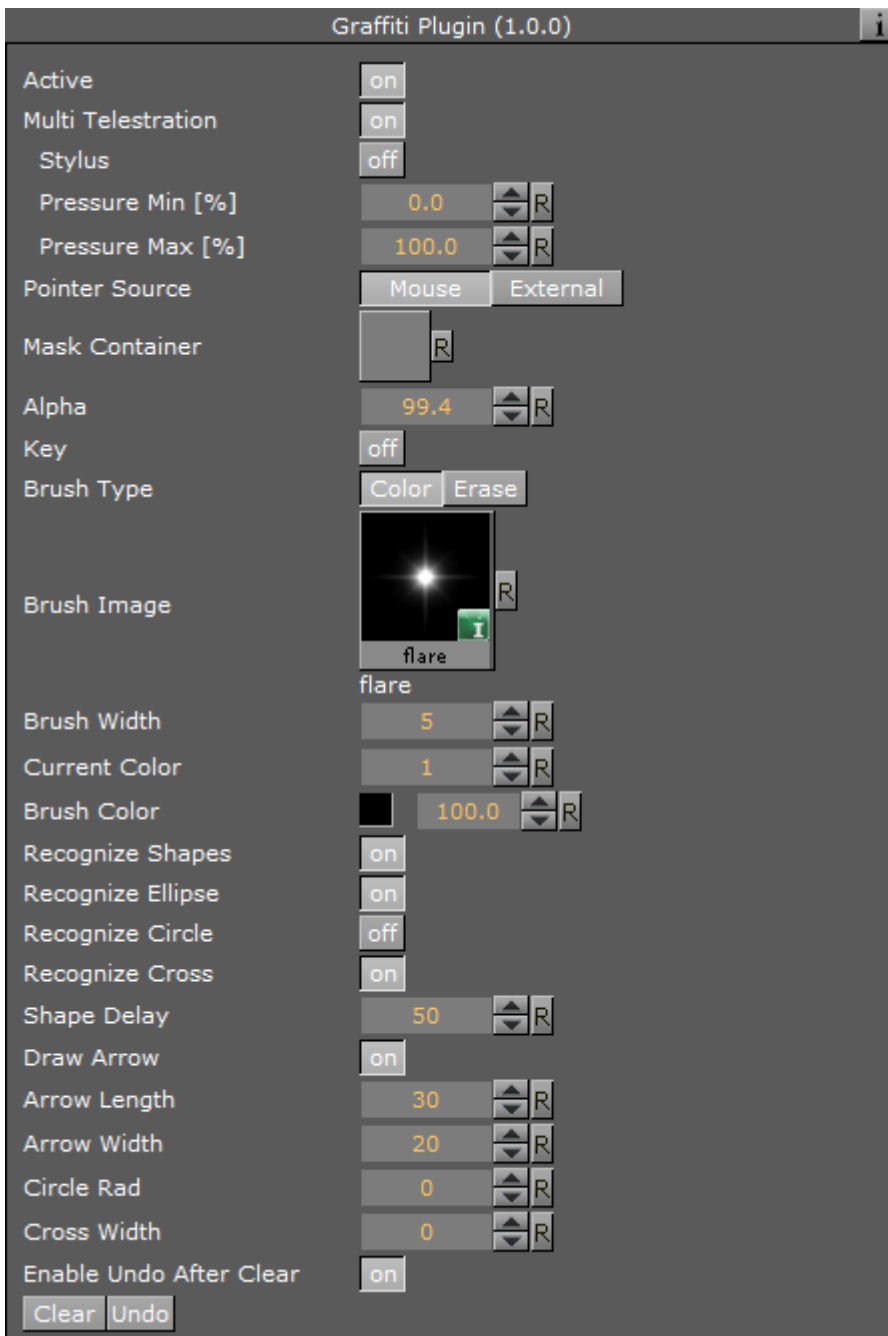 Graffiti Plugin (1.0.0) i
Active on
Multi Telestration on
Stylus off
Pressure Min [%] 0.0 R
Pressure Max [%] 100.0 R
Pointer Source Mouse External
Mask Container R
Alpha 99.4 R
Key off
Brush Type Color Erase
Brush Image I R
flare
flare
Brush Width 5 R
Current Color 1 R
Brush Color 100.0 R
Recognize Shapes on
Recognize Ellipse on
Recognize Circle off
Recognize Cross on
Shape Delay 50 R
Draw Arrow on
Arrow Length 30 R
Arrow Width 20 R
Circle Rad 0 R
Cross Width 0 R
Enable Undo After Clear on
Clear Undo